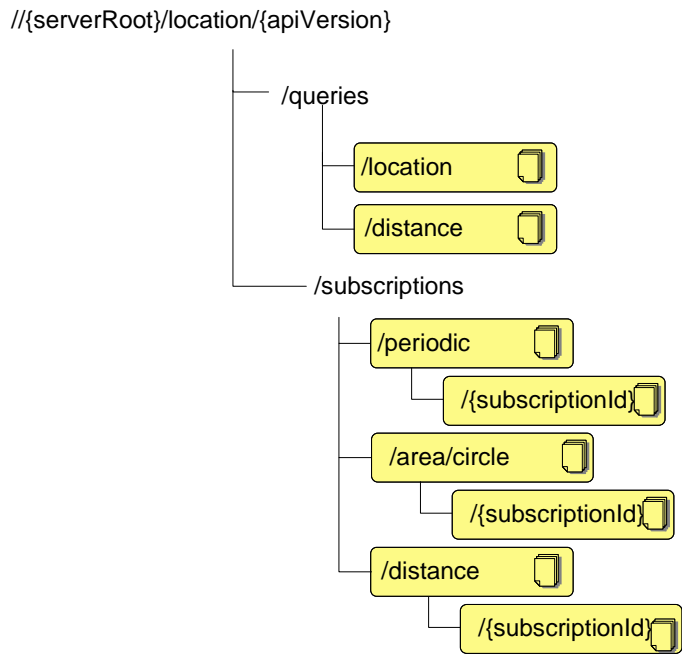 //{serverRoot}/location/{apiVersion}
/queries
/location
/distance
/subscriptions
/periodic
/{subscriptionId}
/area/circle
/{subscriptionId}
/distance
/{subscriptionId}